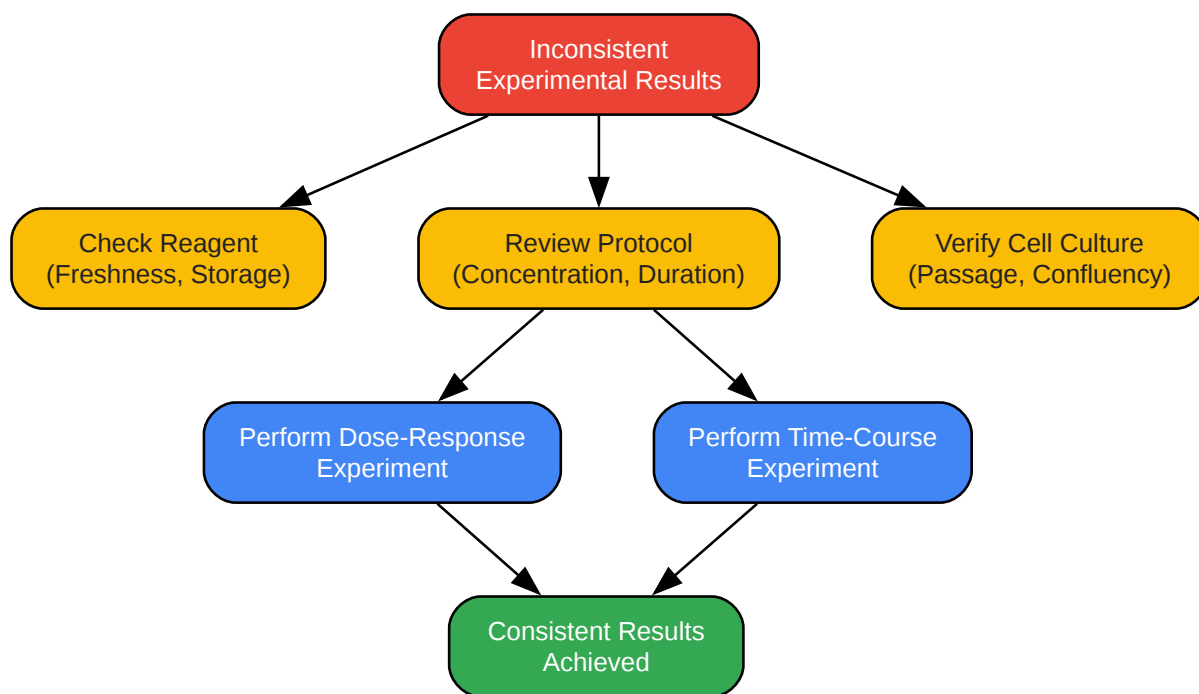 Inconsistent
Experimental Results
Check Reagent
(Freshness, Storage)
Review Protocol
(Concentration, Duration)
Verify Cell Culture
(Passage, Confluency)
Perform Dose-Response
Experiment
Perform Time-Course
Experiment
Consistent Results
Achieved